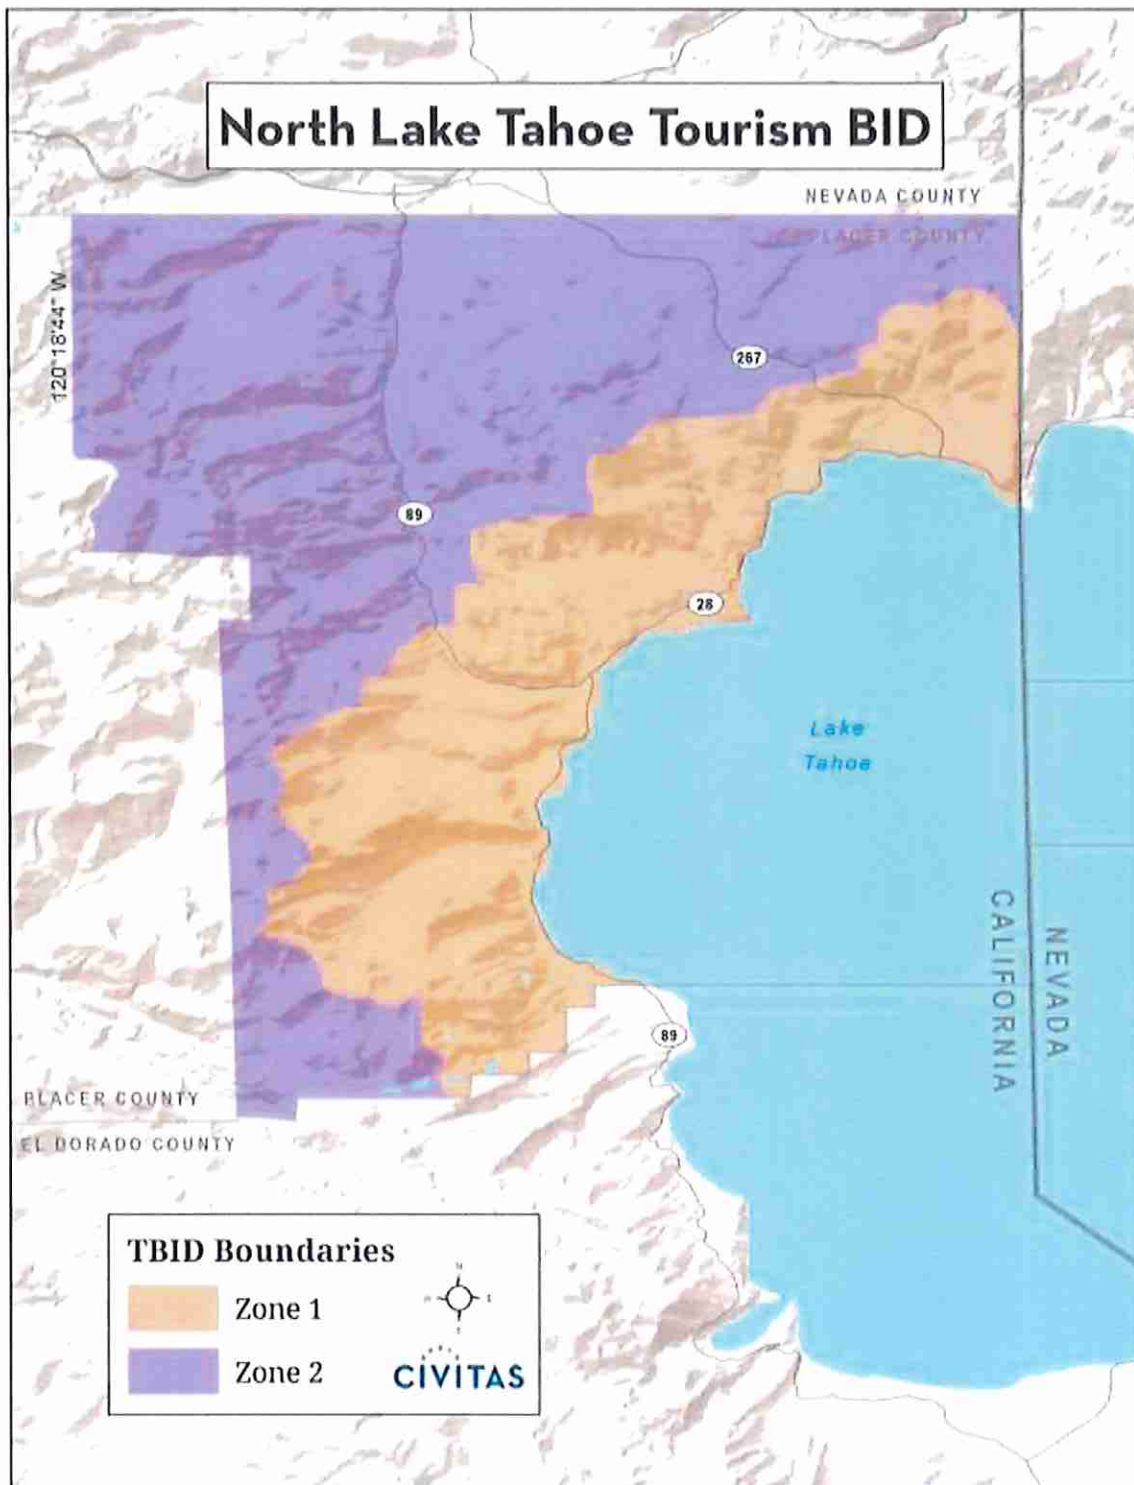 North Lake Tahoe Tourism BID
NEVADA COUNTY
PLACER COUNTY
120° 18'44" W
267
89
28
Lake
Tahoe
CALIFORNIA
NEVADA
89
PLACER COUNTY
EL DORADO COUNTY
TBID Boundaries
N
Zone 1
Zone 2
CIVITAS